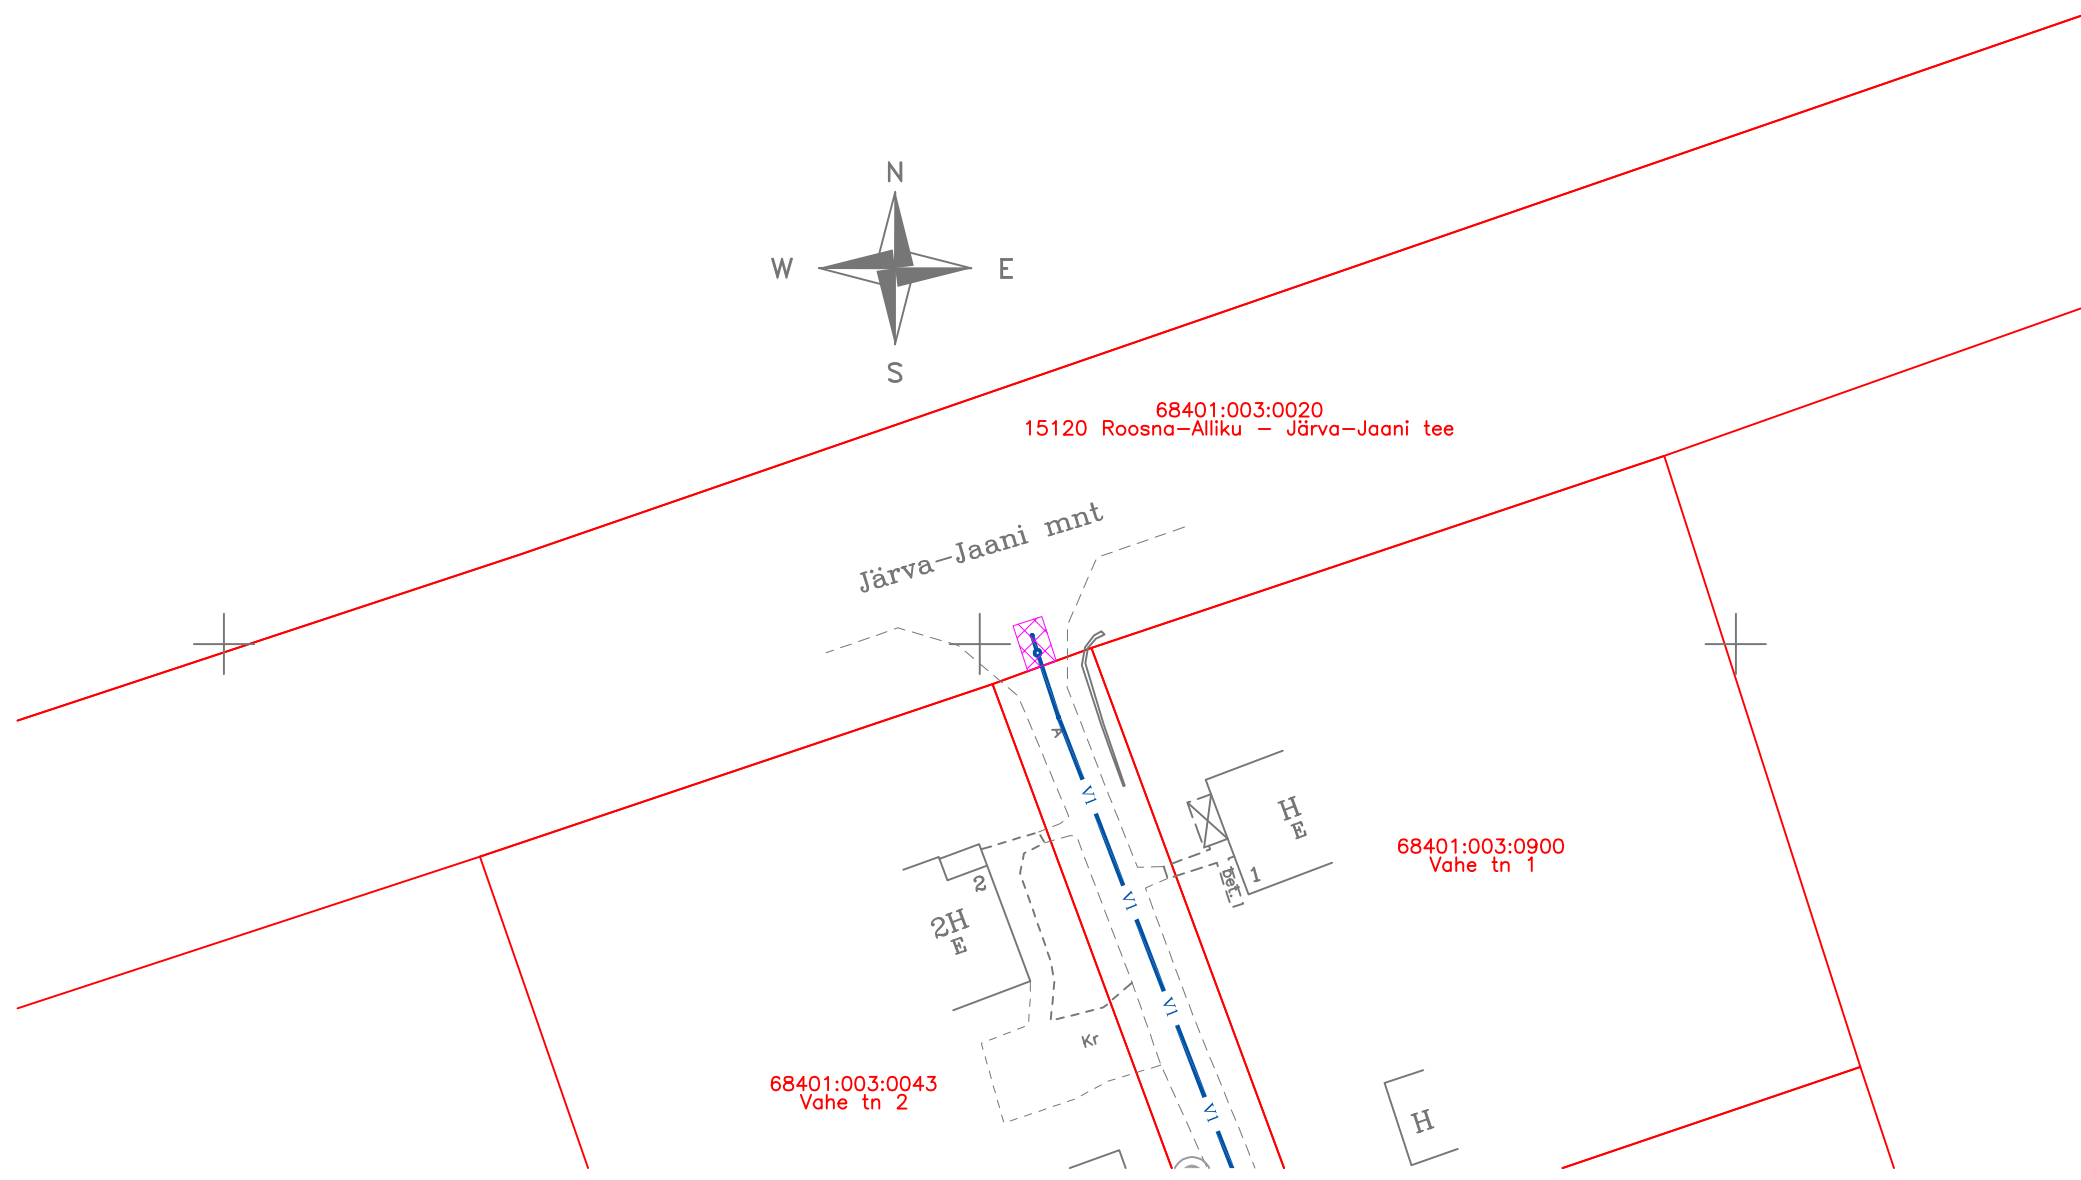 N
W
E
S
68401:003:0020
15120 Roosna-Alliku - Järva-Jaani tee
Järva-Jaani mnt
A
V1
H
E
68401:003:0900
Vahe tn 1
1
bet.
2
2H
E
V1
V1
Kr
68401:003:0043
Vahe tn 2
V1
H